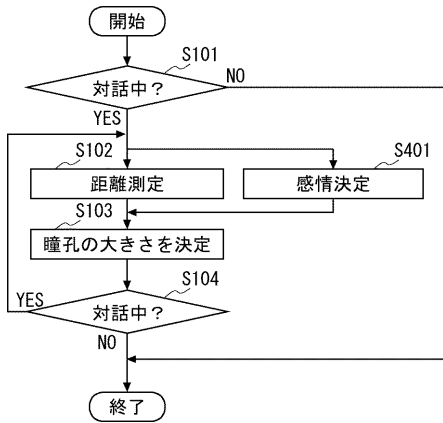 開始
S101
対話中?
NO
YES
S102
距離測定
S401
感情決定
S103
瞳孔の大きさを決定
S104
対話中?
YES
NO
終了